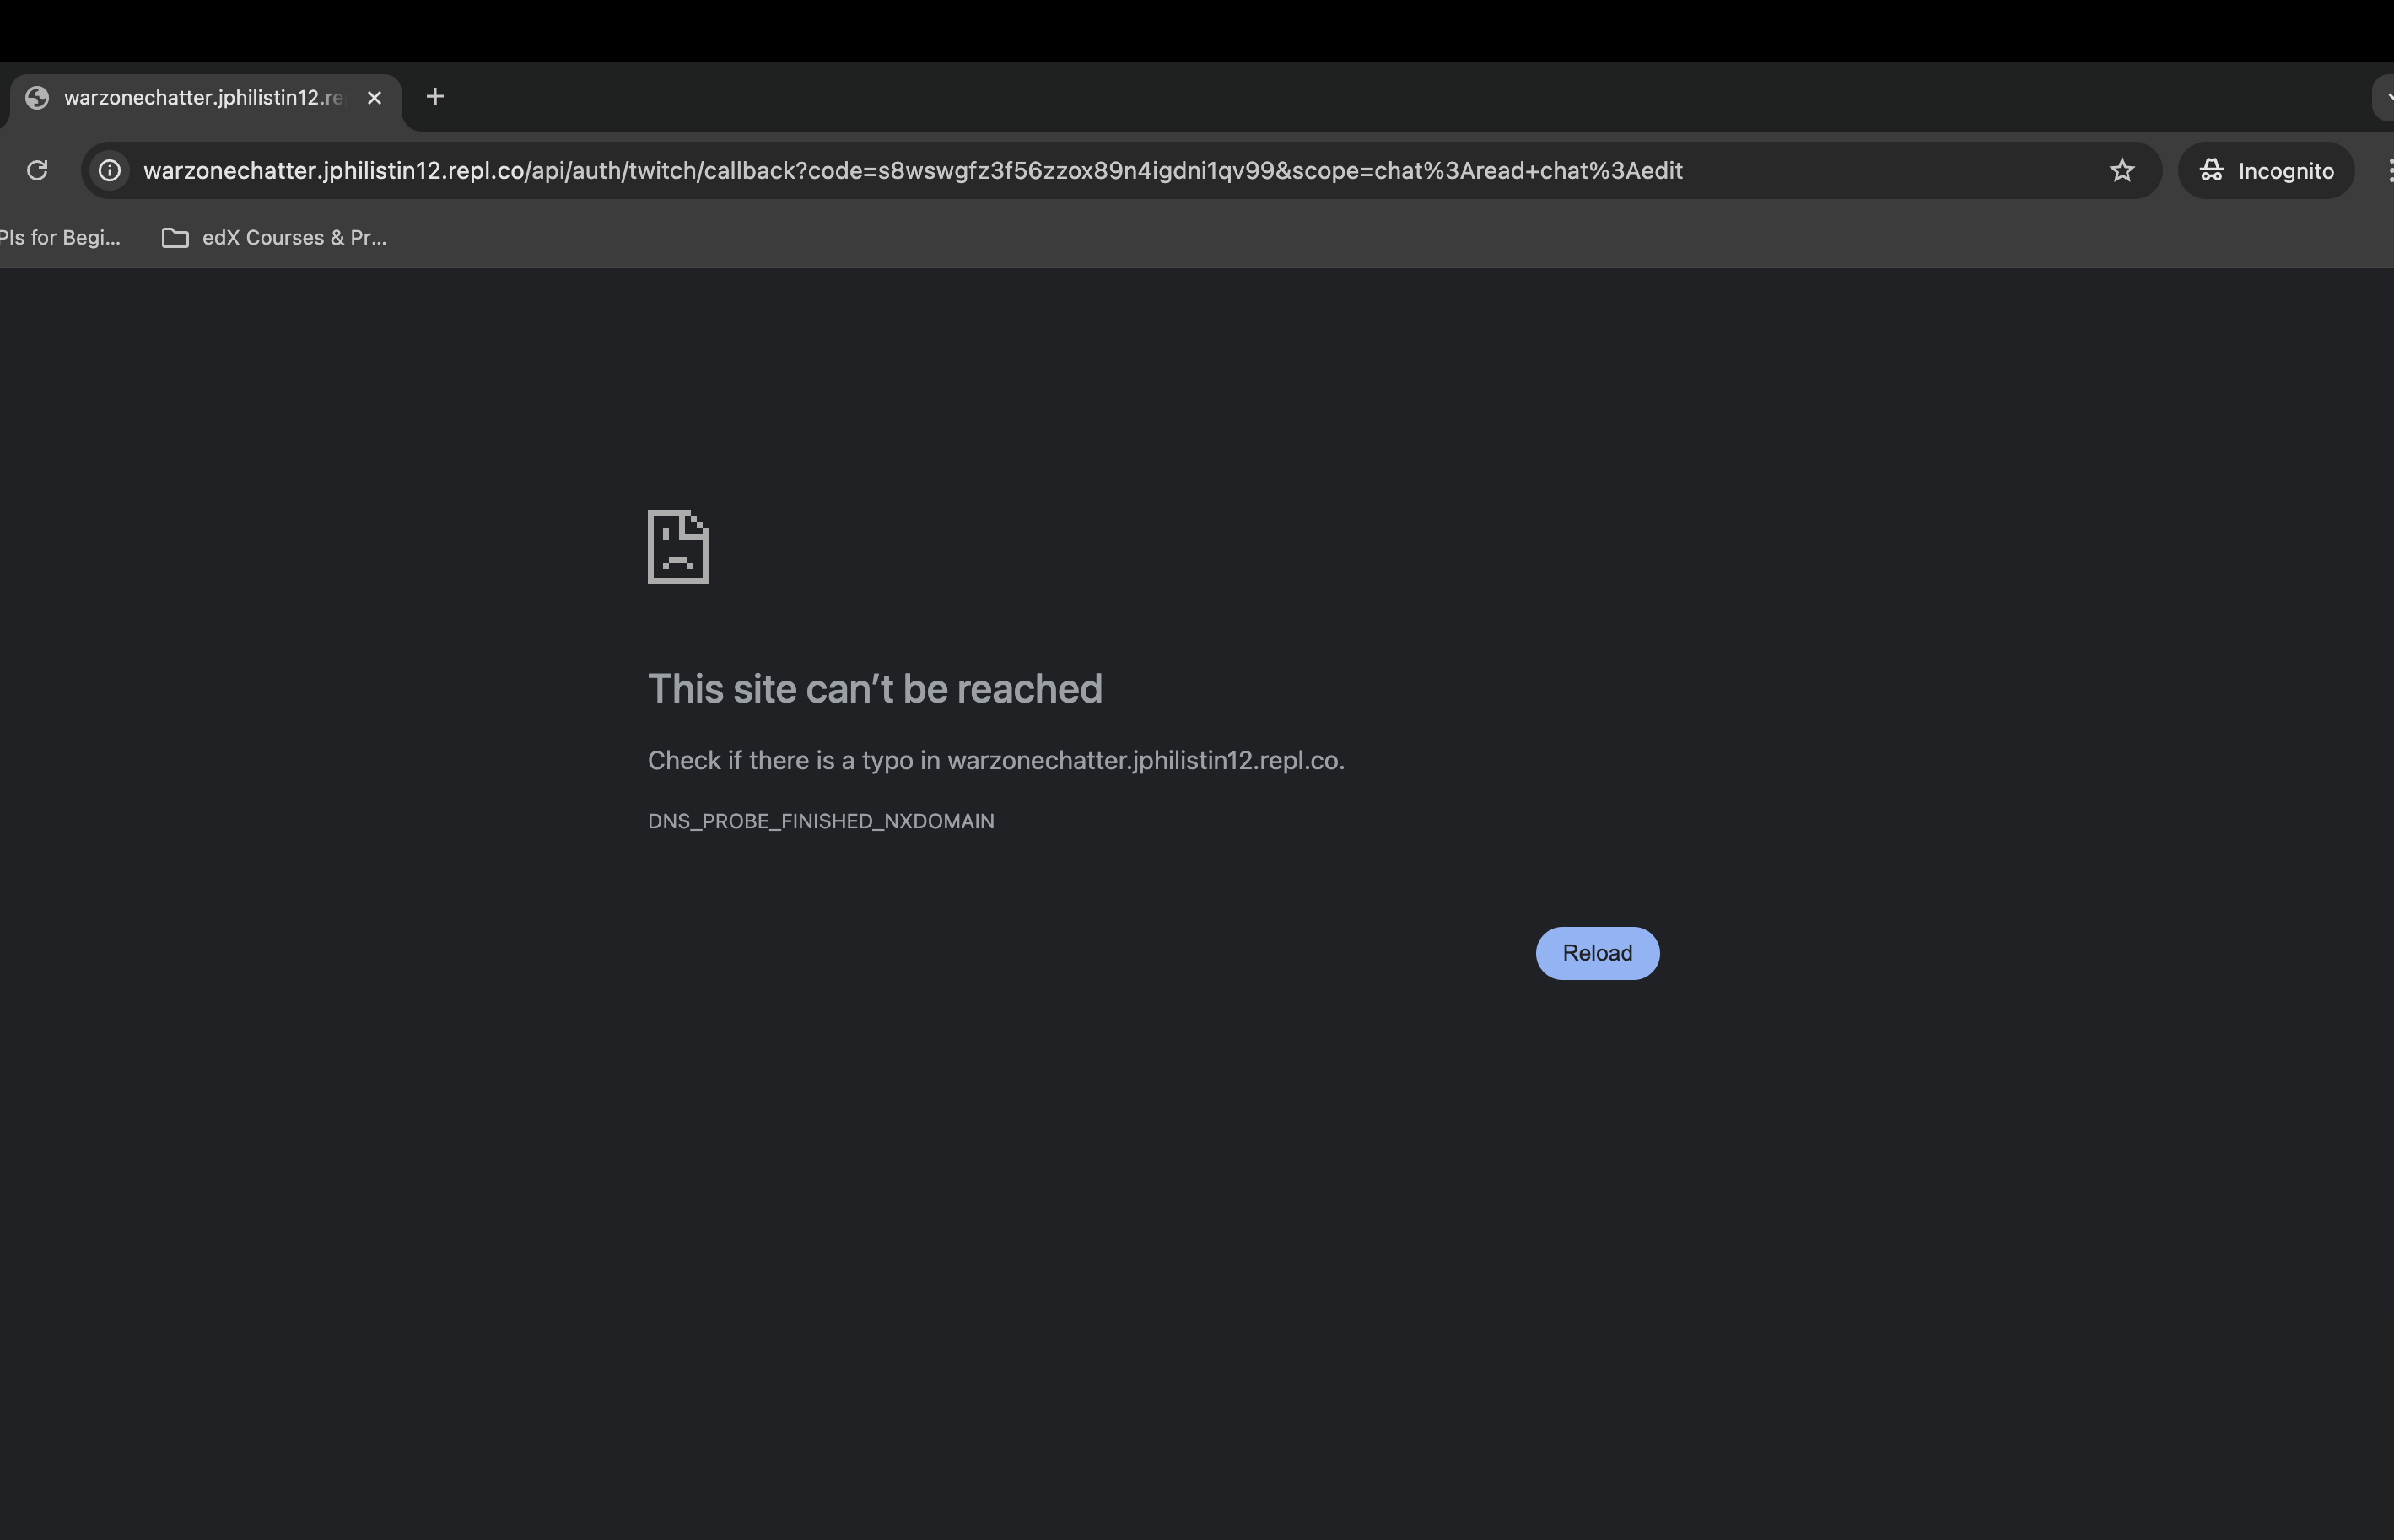 warzonechatter.jphilistin12.re
warzonechatter.jphilistin12.repl.co/api/auth/twitch/callback?code=s8wswgfz3f56zzox89n4igdni1qv99&scope=chat%3Aread+chat%3Aedit
Incognito
PIs for Begi...
edX Courses & Pr...
This site can’t be reached
Check if there is a typo in warzonechatter.jphilistin12.repl.co.
DNS_PROBE_FINISHED_NXDOMAIN
Reload